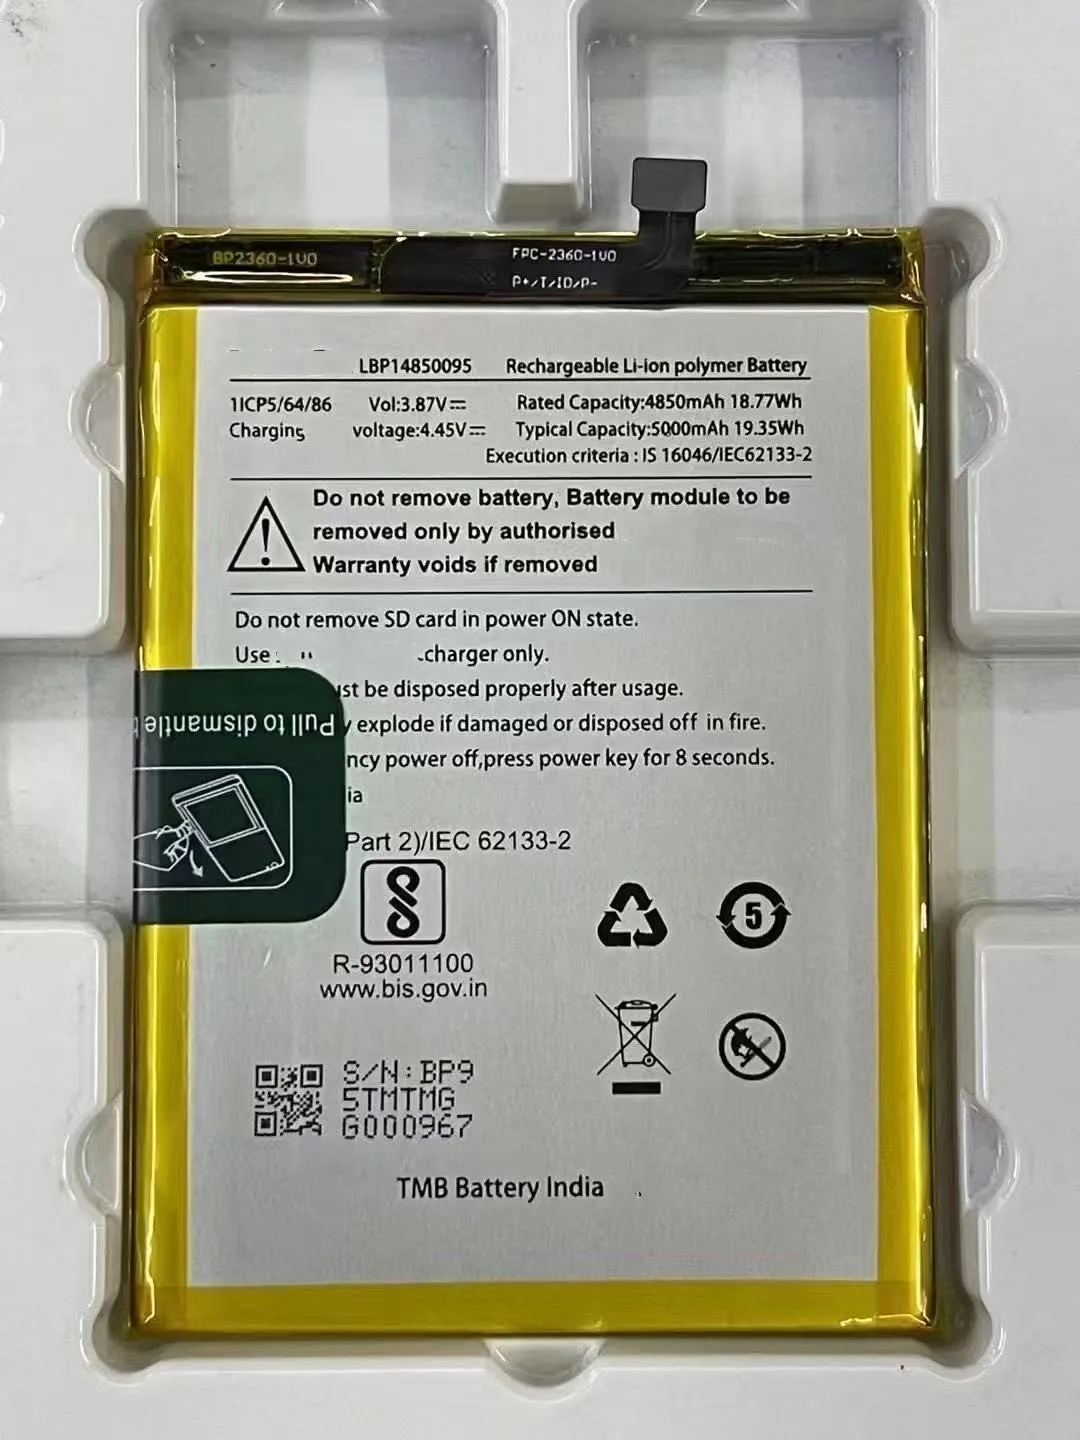 BP2360-1V0
FPC-2360-1V0
P+/T/ID/P-
LBP14850095 Rechargeable Li-ion polymer Battery
1ICP5/64/86 Vol:3.87V⎓ Rated Capacity:4850mAh 18.77Wh
Charging voltage:4.45V⎓ Typical Capacity:5000mAh 19.35Wh
Execution criteria : IS 16046/IEC62133-2
Do not remove battery, Battery module to be
removed only by authorised
Warranty voids if removed
Do not remove SD card in power ON state.
Use charger only.
be disposed properly after usage.
explode if damaged or disposed off in fire.
power off,press power key for 8 seconds.
Part 2)/IEC 62133-2
Pull to dismantle
R-93011100
www.bis.gov.in
5
S/N:BP9
5TMTMG
G000967
TMB Battery India